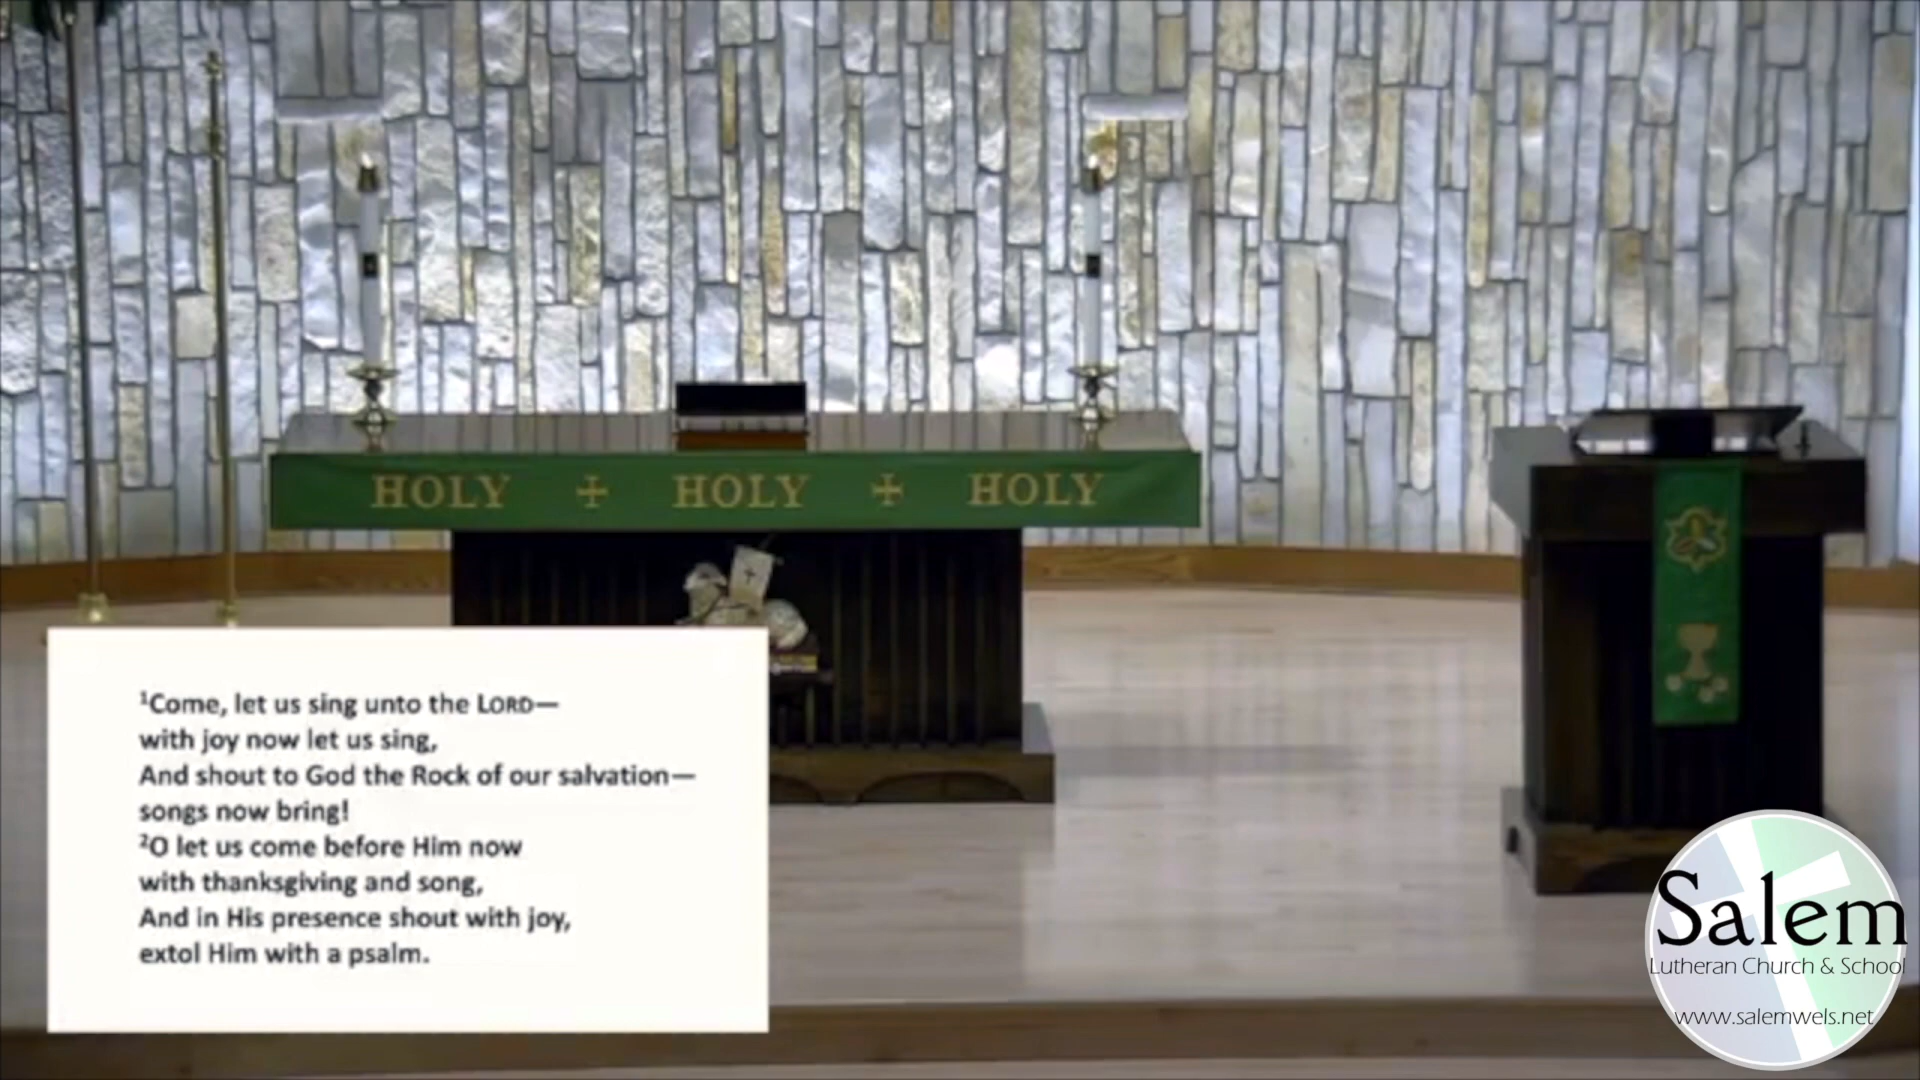 HOLY HOLY HOLY
¹Come, let us sing unto the LORD—
with joy now let us sing,
And shout to God the Rock of our salvation—
songs now bring!
²O let us come before Him now
with thanksgiving and song,
And in His presence shout with joy,
extol Him with a psalm.
Salem
Lutheran Church & School
www.salemwels.net